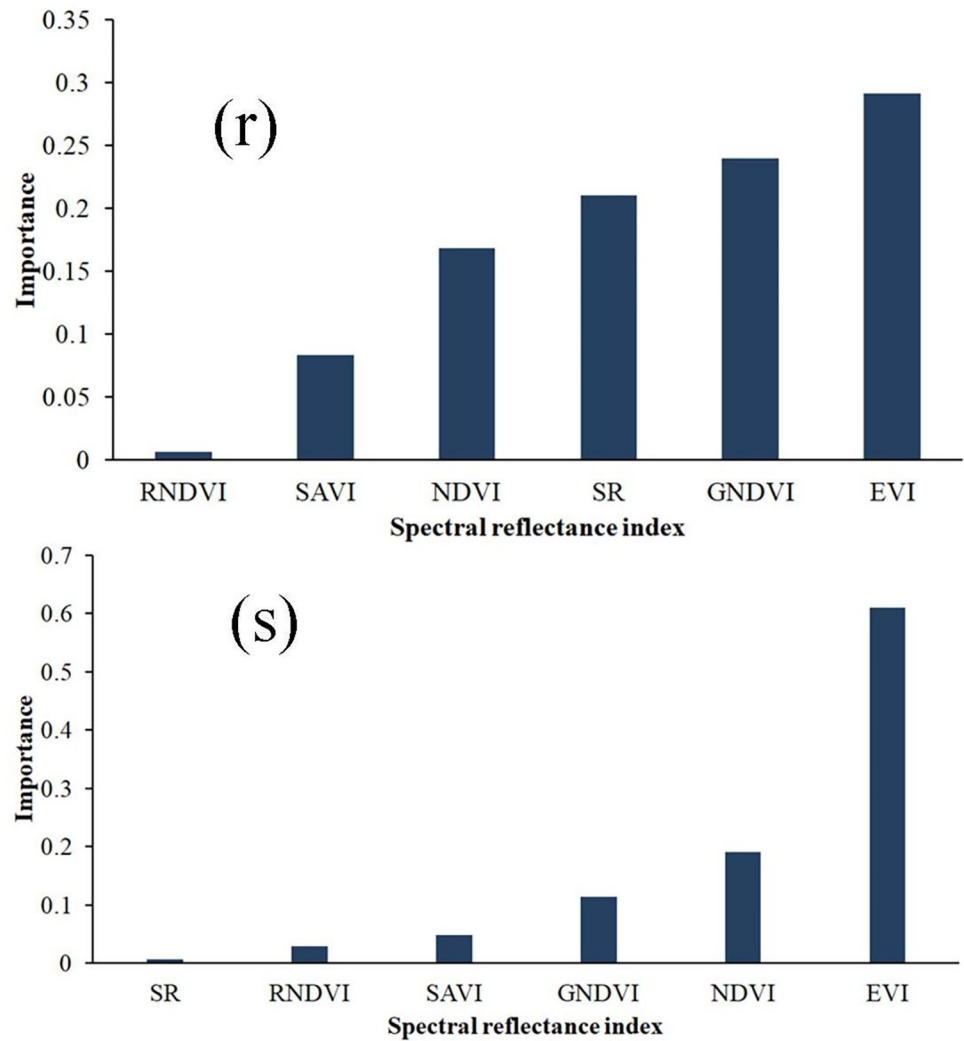 0.35
0.3
0.25
0.2
0.15
0.1
0.05
0
Importance
(r)
RNDVI SAVI NDVI SR GNDVI EVI
Spectral reflectance index
0.7
0.6
0.5
0.4
0.3
0.2
0.1
0
Importance
(s)
SR RNDVI SAVI GNDVI NDVI EVI
Spectral reflectance index